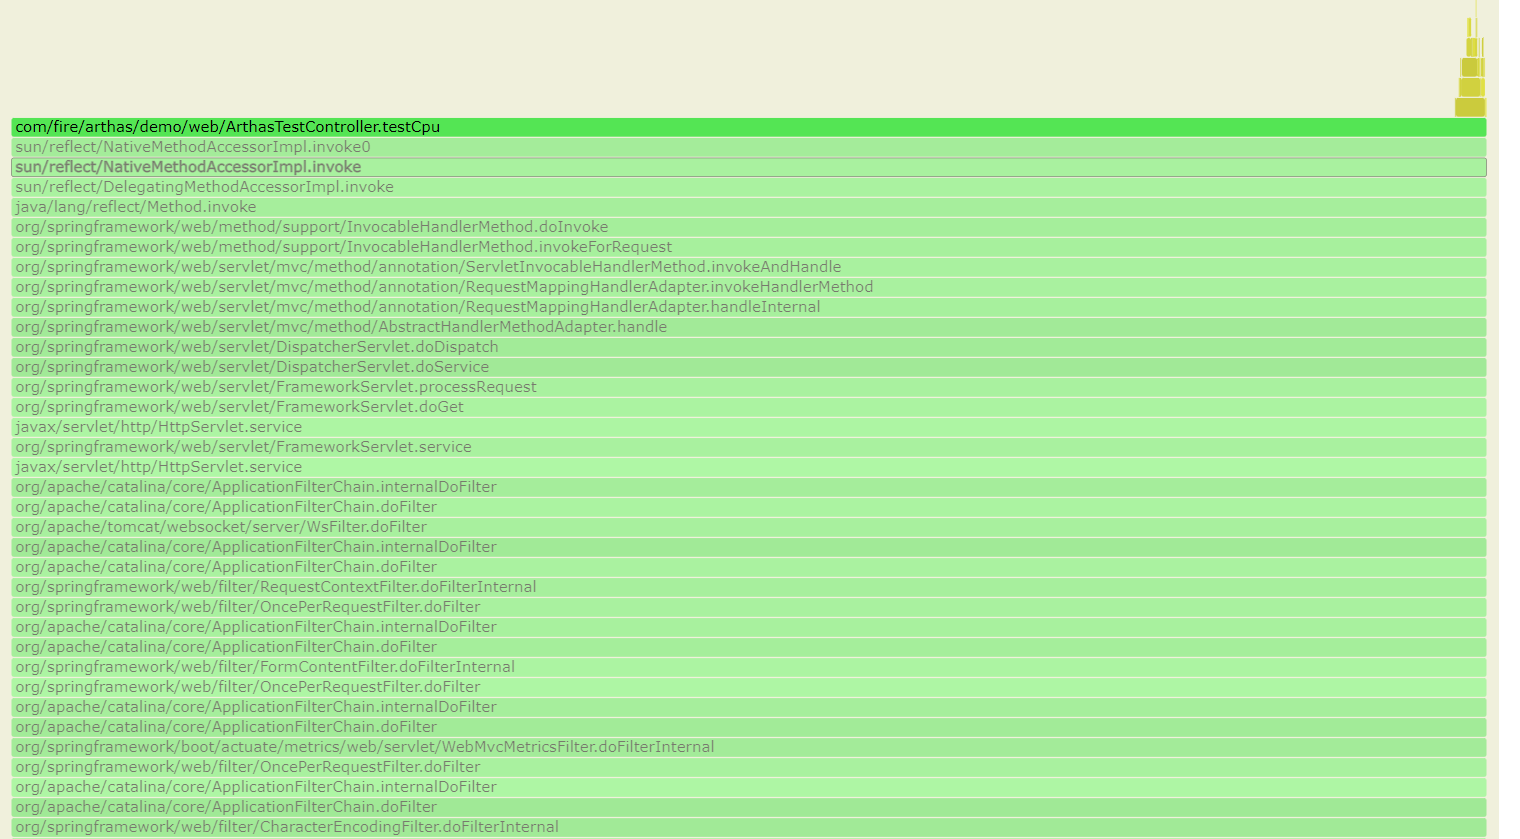 com/fire/arthas/demo/web/ArthasTestController.testCpu
sun/reflect/NativeMethodAccessorImpl.invoke0
sun/reflect/NativeMethodAccessorImpl.invoke
sun/reflect/DelegatingMethodAccessorImpl.invoke
java/lang/reflect/Method.invoke
org/springframework/web/method/support/InvocableHandlerMethod.doInvoke
org/springframework/web/method/support/InvocableHandlerMethod.invokeForRequest
org/springframework/web/servlet/mvc/method/annotation/ServletInvocableHandlerMethod.invokeAndHandle
org/springframework/web/servlet/mvc/method/annotation/RequestMappingHandlerAdapter.invokeHandlerMethod
org/springframework/web/servlet/mvc/method/annotation/RequestMappingHandlerAdapter.handleInternal
org/springframework/web/servlet/mvc/method/AbstractHandlerMethodAdapter.handle
org/springframework/web/servlet/DispatcherServlet.doDispatch
org/springframework/web/servlet/DispatcherServlet.doService
org/springframework/web/servlet/FrameworkServlet.processRequest
org/springframework/web/servlet/FrameworkServlet.doGet
javax/servlet/http/HttpServlet.service
org/springframework/web/servlet/FrameworkServlet.service
javax/servlet/http/HttpServlet.service
org/apache/catalina/core/ApplicationFilterChain.internalDoFilter
org/apache/catalina/core/ApplicationFilterChain.doFilter
org/apache/tomcat/websocket/server/WsFilter.doFilter
org/apache/catalina/core/ApplicationFilterChain.internalDoFilter
org/apache/catalina/core/ApplicationFilterChain.doFilter
org/springframework/web/filter/RequestContextFilter.doFilterInternal
org/springframework/web/filter/OncePerRequestFilter.doFilter
org/apache/catalina/core/ApplicationFilterChain.internalDoFilter
org/apache/catalina/core/ApplicationFilterChain.doFilter
org/springframework/web/filter/FormContentFilter.doFilterInternal
org/springframework/web/filter/OncePerRequestFilter.doFilter
org/apache/catalina/core/ApplicationFilterChain.internalDoFilter
org/apache/catalina/core/ApplicationFilterChain.doFilter
org/springframework/boot/actuate/metrics/web/servlet/WebMvcMetricsFilter.doFilterInternal
org/springframework/web/filter/OncePerRequestFilter.doFilter
org/apache/catalina/core/ApplicationFilterChain.internalDoFilter
org/apache/catalina/core/ApplicationFilterChain.doFilter
org/springframework/web/filter/CharacterEncodingFilter.doFilterInternal